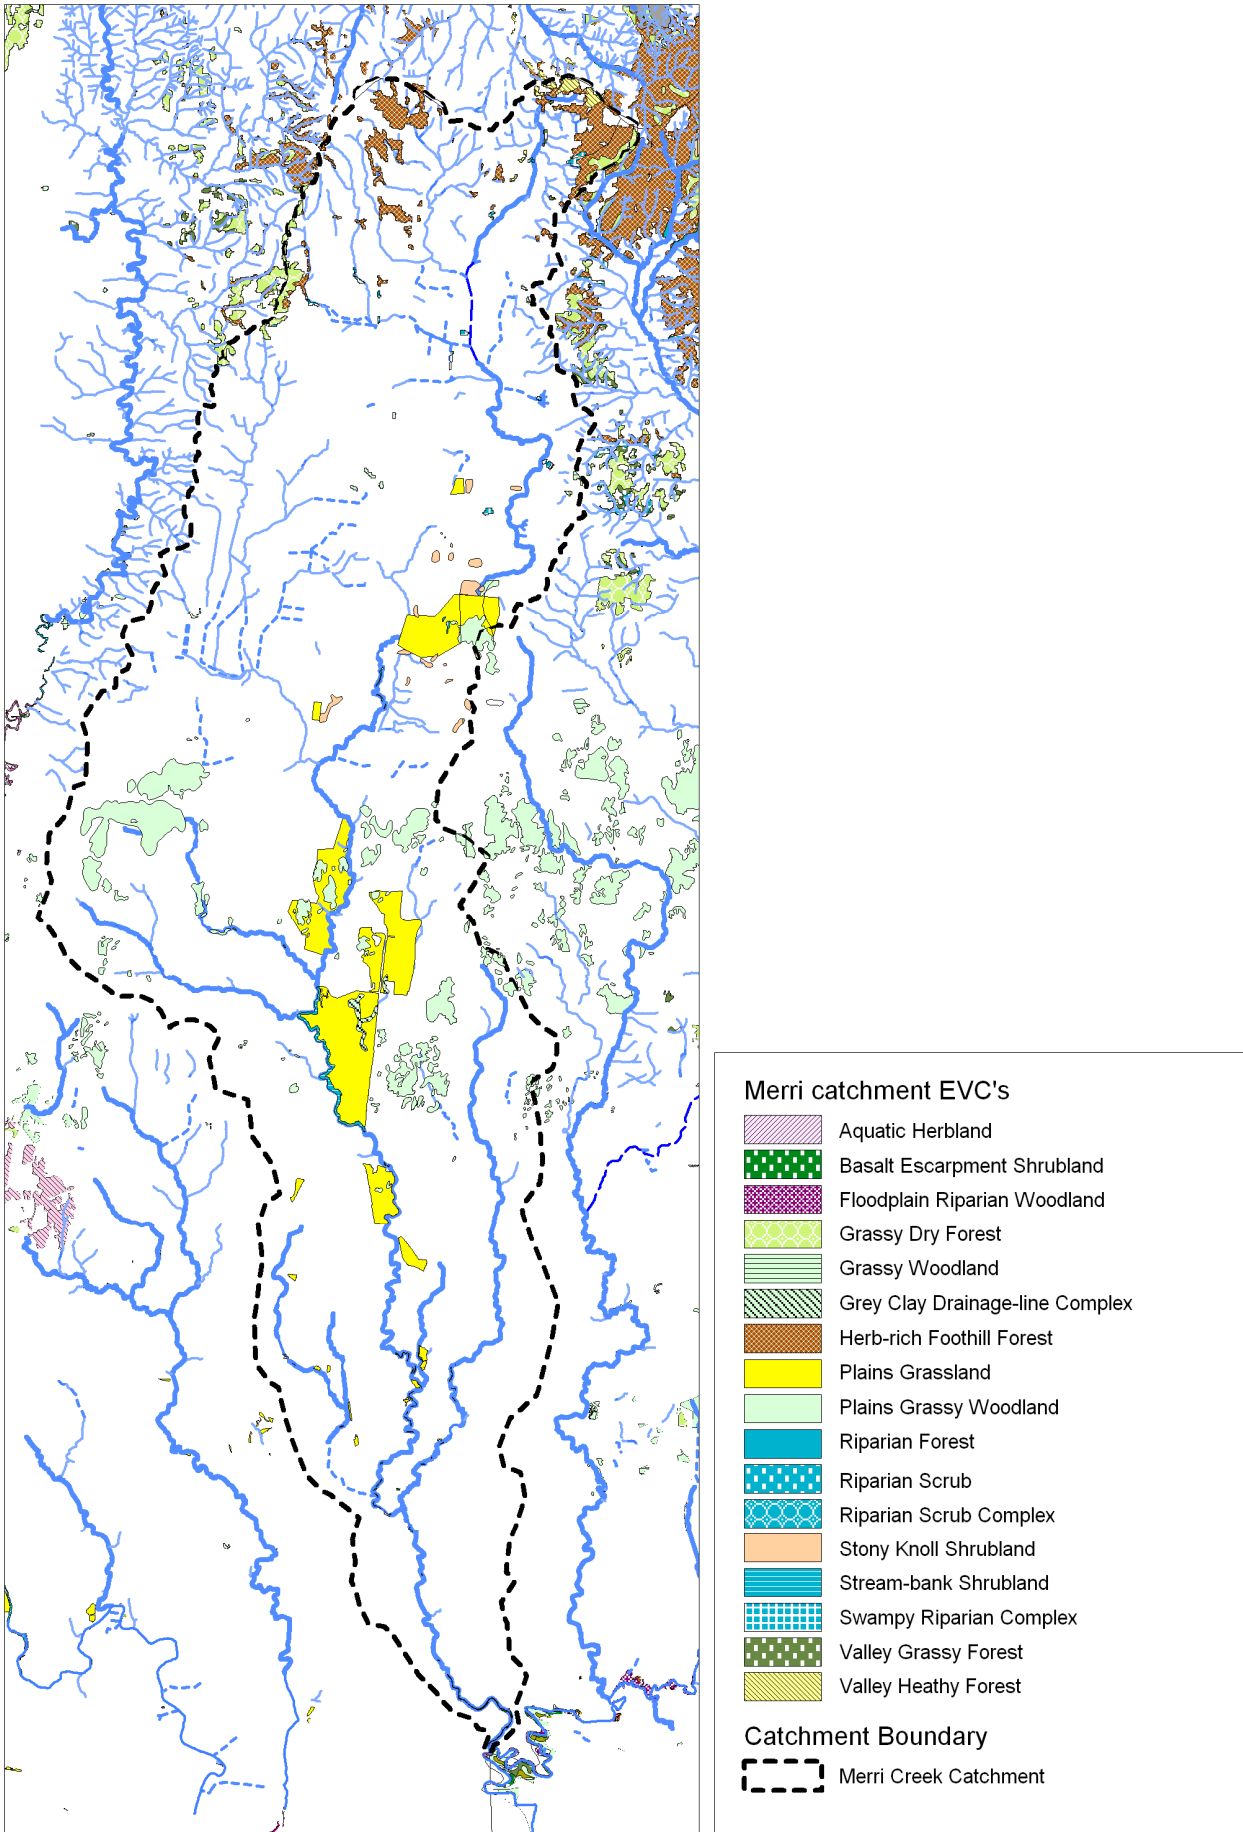 Merri catchment EVC's
Aquatic Herbland
Basalt Escarpment Shrubland
Floodplain Riparian Woodland
Grassy Dry Forest
Grassy Woodland
Grey Clay Drainage-line Complex
Herb-rich Foothill Forest
Plains Grassland
Plains Grassy Woodland
Riparian Forest
Riparian Scrub
Riparian Scrub Complex
Stony Knoll Shrubland
Stream-bank Shrubland
Swampy Riparian Complex
Valley Grassy Forest
Valley Heathy Forest
Catchment Boundary
Merri Creek Catchment